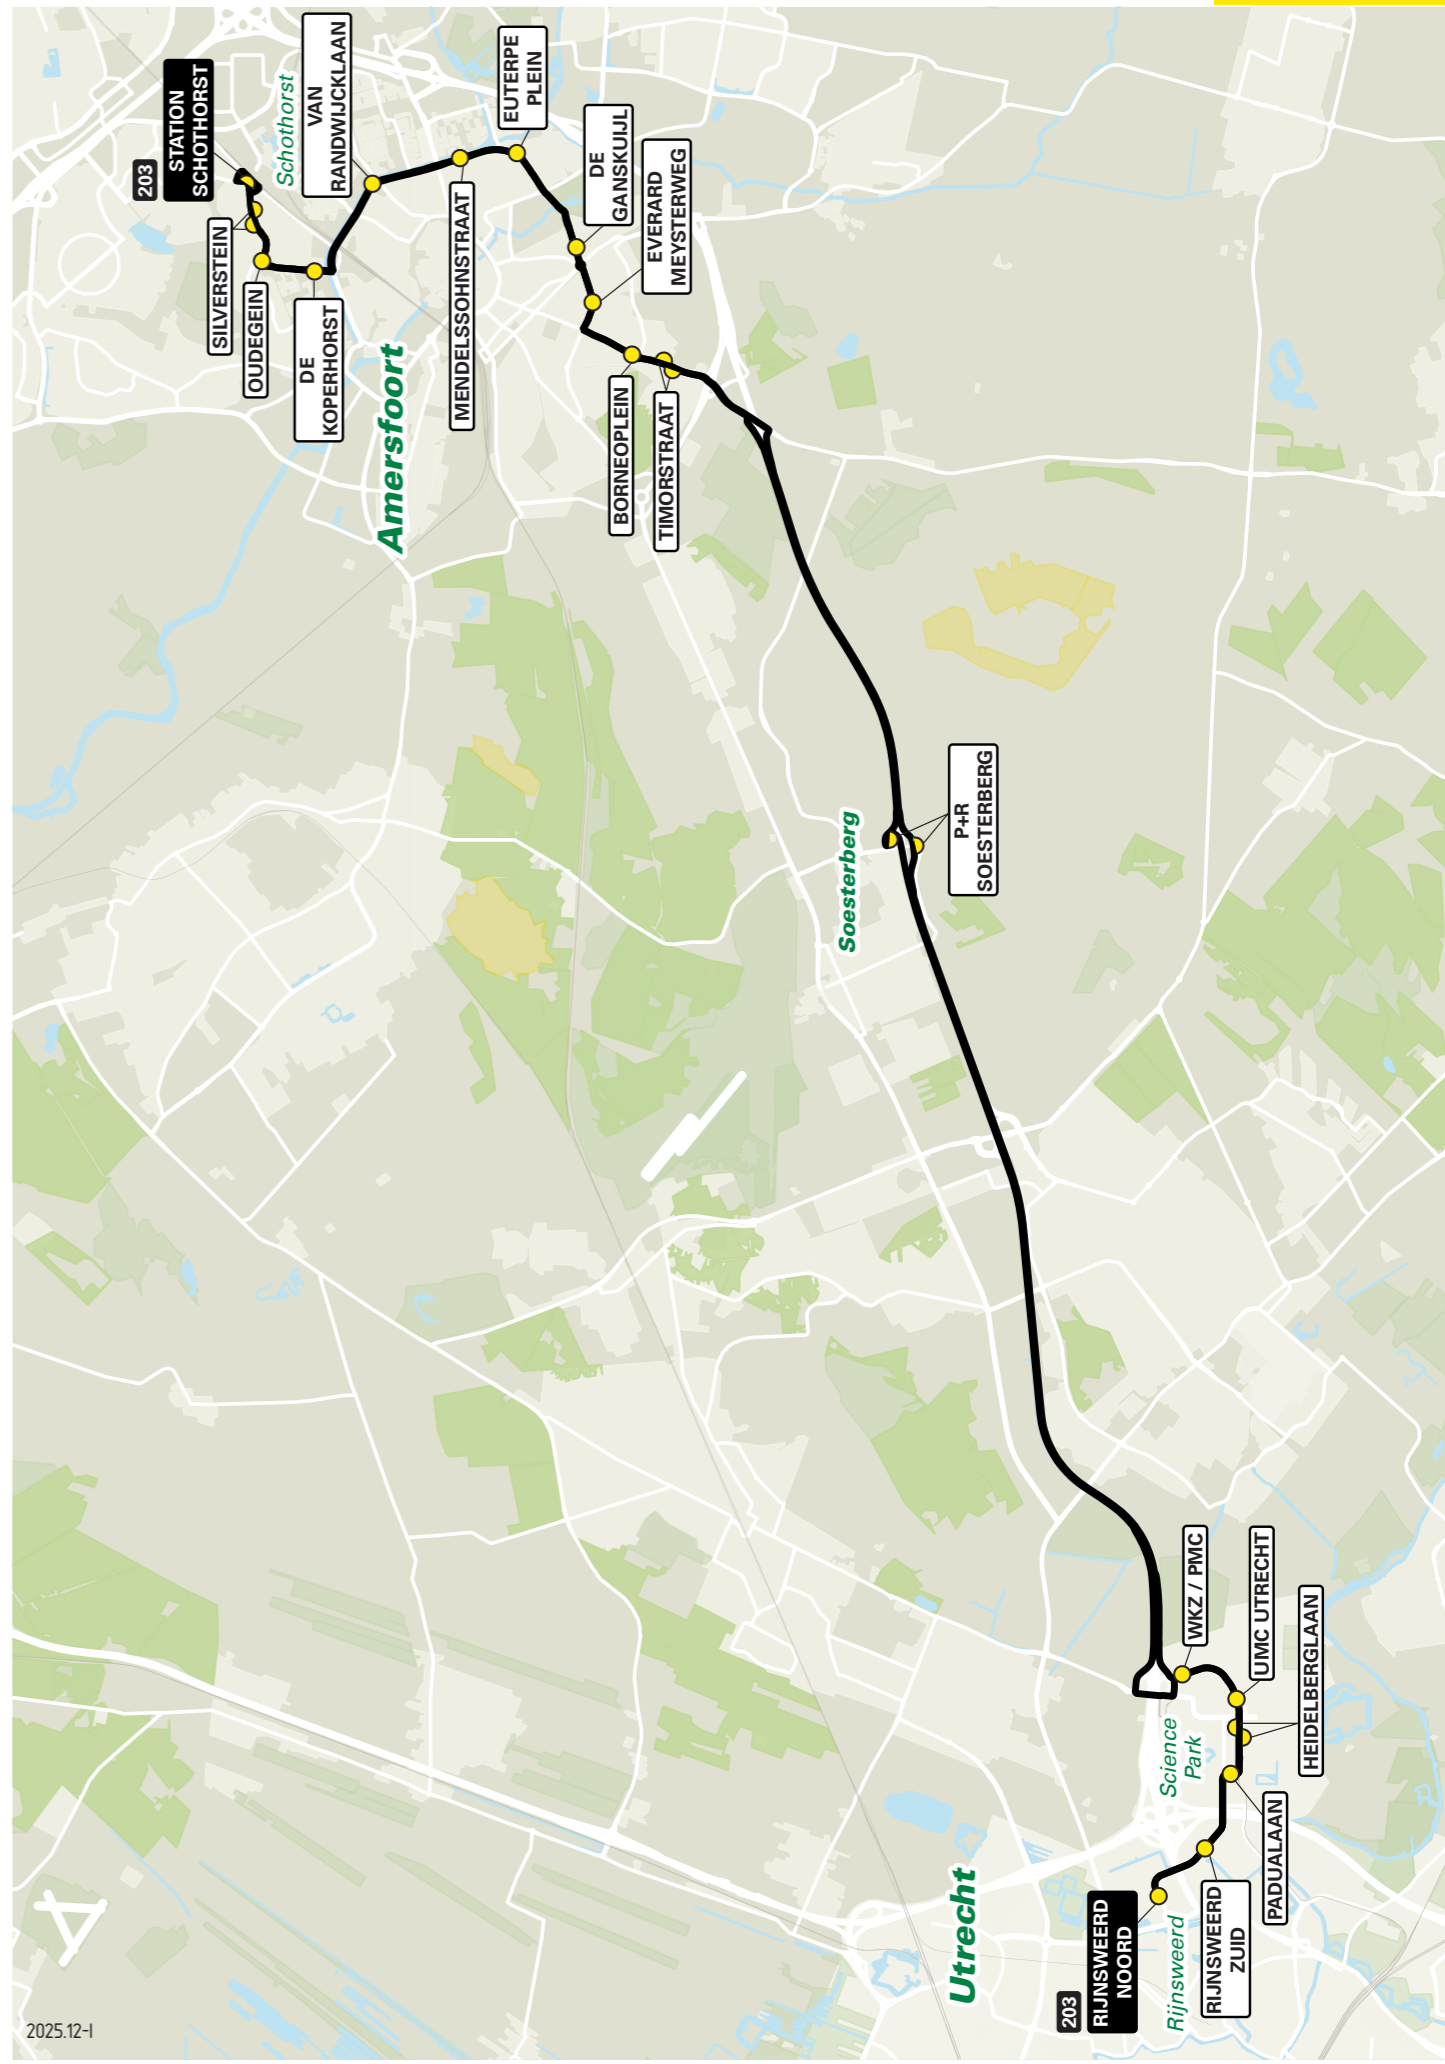 203
STATION
SCHOTHORST
Schothorst
VAN
RANDWIJCKLAAN
EUTERPE
PLEIN
SILVERSTEIN
OUDEGEIN
DE
KOPERHORST
MENDELSSOHNSTRAAT
DE
GANSKUIJL
EVERARD
MEYSTERWEG
Amersfoort
BORNEOPLEIN
TIMORSTRAAT
Soesterberg
P+R
SOESTERBERG
WKZ / PMC
UMC UTRECHT
HEIDELBERGLAAN
Science
Park
PADUALAAN
Utrecht
RIJNSWEERD
ZUID
Rijnsweerd
203
RIJNSWEERD
NOORD
2025.12-I